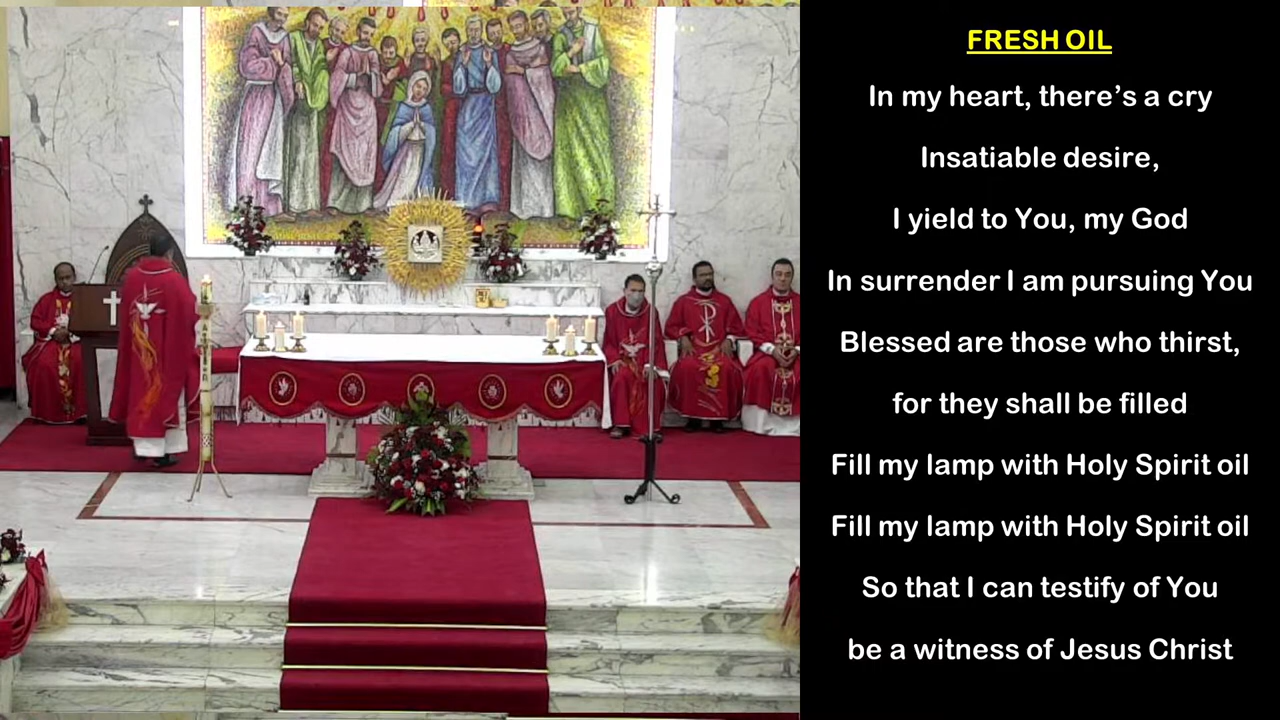 FRESH OIL
In my heart, there’s a cry
Insatiable desire,
I yield to You, my God
In surrender I am pursuing You
Blessed are those who thirst,
for they shall be filled
Fill my lamp with Holy Spirit oil
Fill my lamp with Holy Spirit oil
So that I can testify of You
be a witness of Jesus Christ